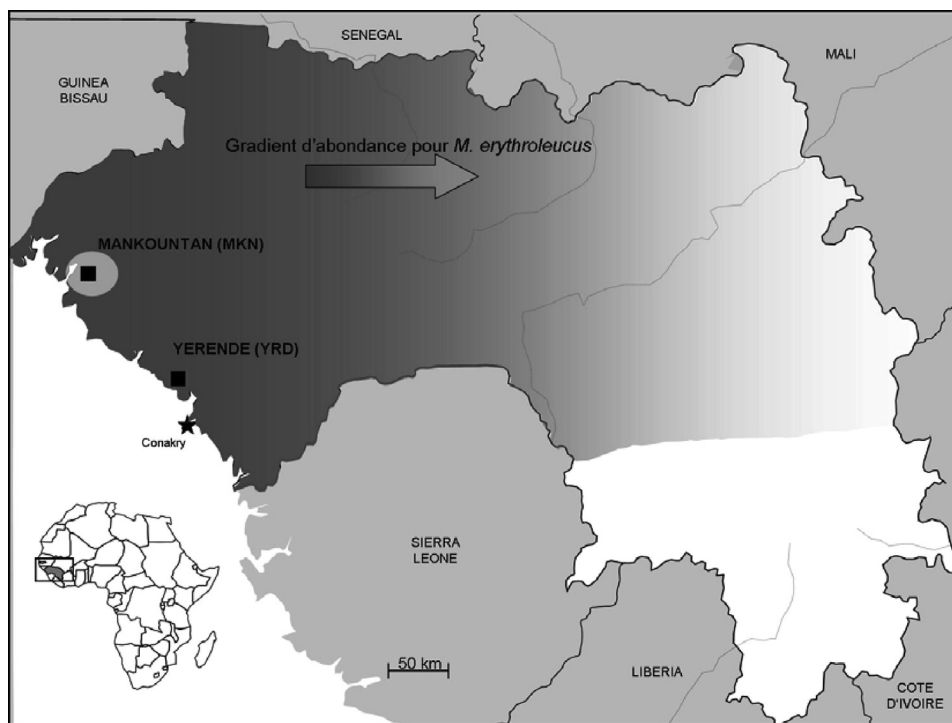 SENEGAL
MALI
GUINEA
BISSAU
Gradient d'abondance pour M. erythroleucus
MANKOUNTAN (MKN)
YERENDE (YRD)
Conakry
SIERRA
LEONE
50 km
LIBERIA
COTE
D'IVOIRE